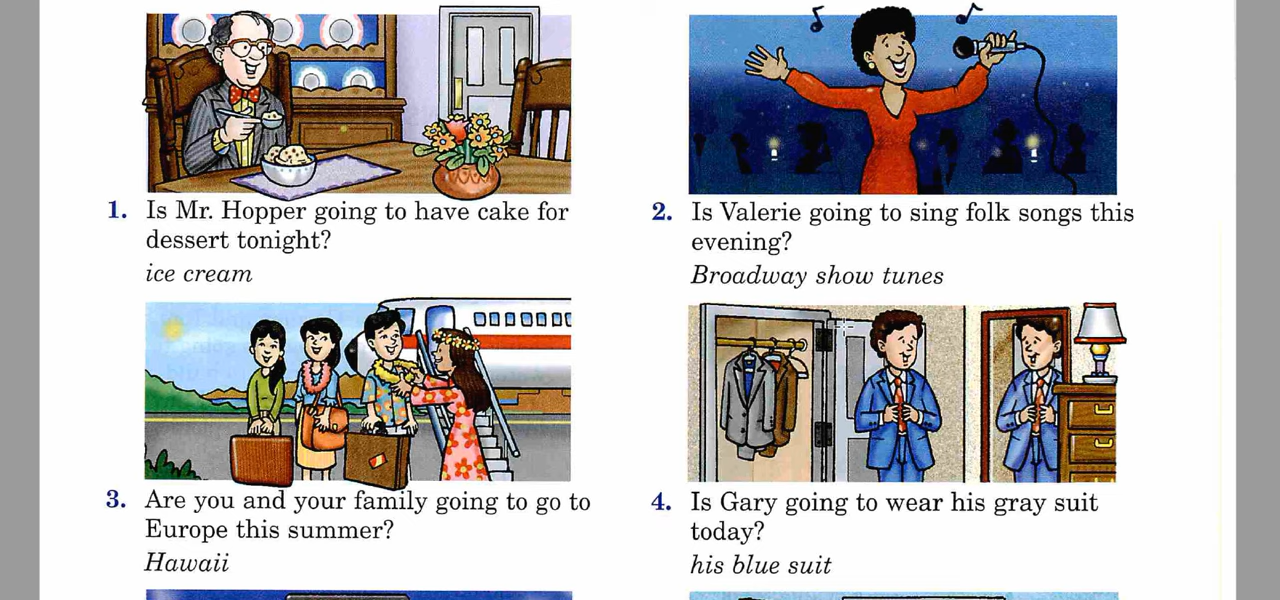 1. Is Mr. Hopper going to have cake for
dessert tonight?
ice cream
2. Is Valerie going to sing folk songs this
evening?
Broadway show tunes
3. Are you and your family going to go to
Europe this summer?
Hawaii
4. Is Gary going to wear his gray suit
today?
his blue suit